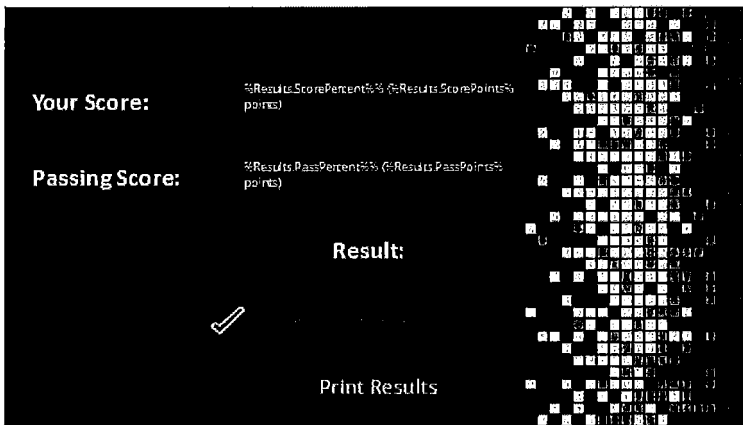 Your Score:
%Results.ScorePercent%% (%Results.ScorePoints%
points)
Passing Score:
%Results.PassPercent%% (%Results.PassPoints%
points)
Result:
Print Results